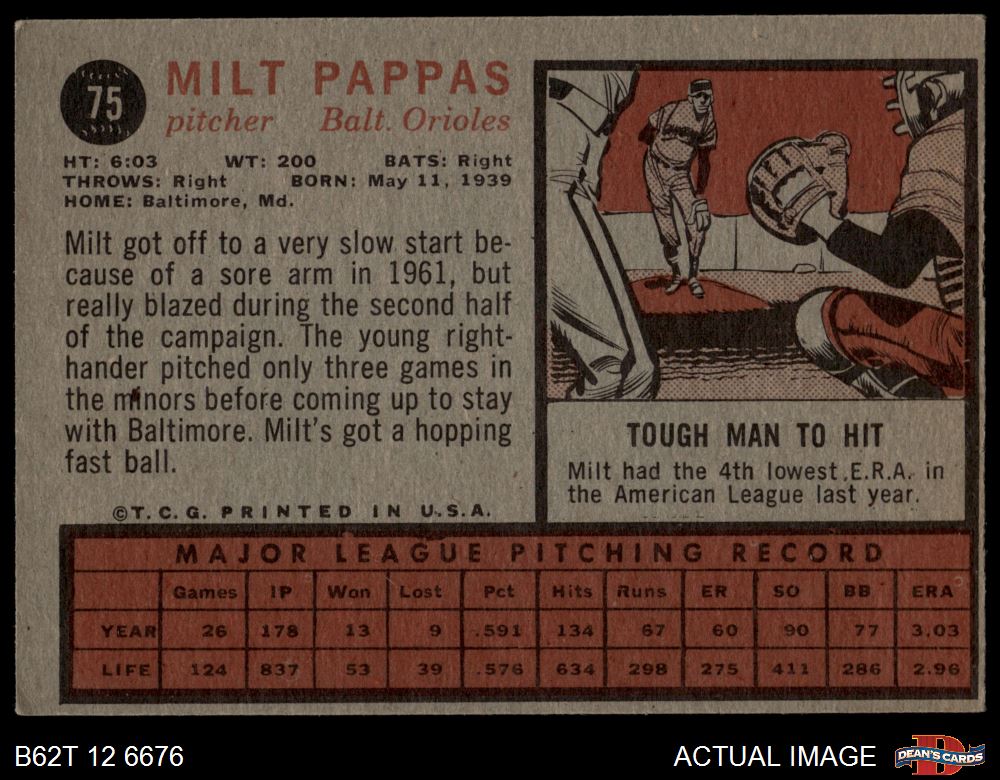 75
MILT PAPPAS
pitcher Balt. Orioles
HT: 6:03 WT: 200 BATS: Right
THROWS: Right BORN: May 11, 1939
HOME: Baltimore, Md.
Milt got off to a very slow start be-
cause of a sore arm in 1961, but
really blazed during the second half
of the campaign. The young right-
hander pitched only three games in
the minors before coming up to stay
with Baltimore. Milt's got a hopping
fast ball.
©T. C. G. PRINTED IN U.S.A.
TOUGH MAN TO HIT
Milt had the 4th lowest E.R.A. in
the American League last year.
MAJOR LEAGUE PITCHING RECORD
Games IP Won Lost Pct Hits Runs ER SO BB ERA
YEAR 26 178 13 9 .591 134 67 60 90 77 3.03
LIFE 124 837 53 39 .576 634 298 275 411 286 2.96
B62T 12 6676 ACTUAL IMAGE DEAN'S CARDS